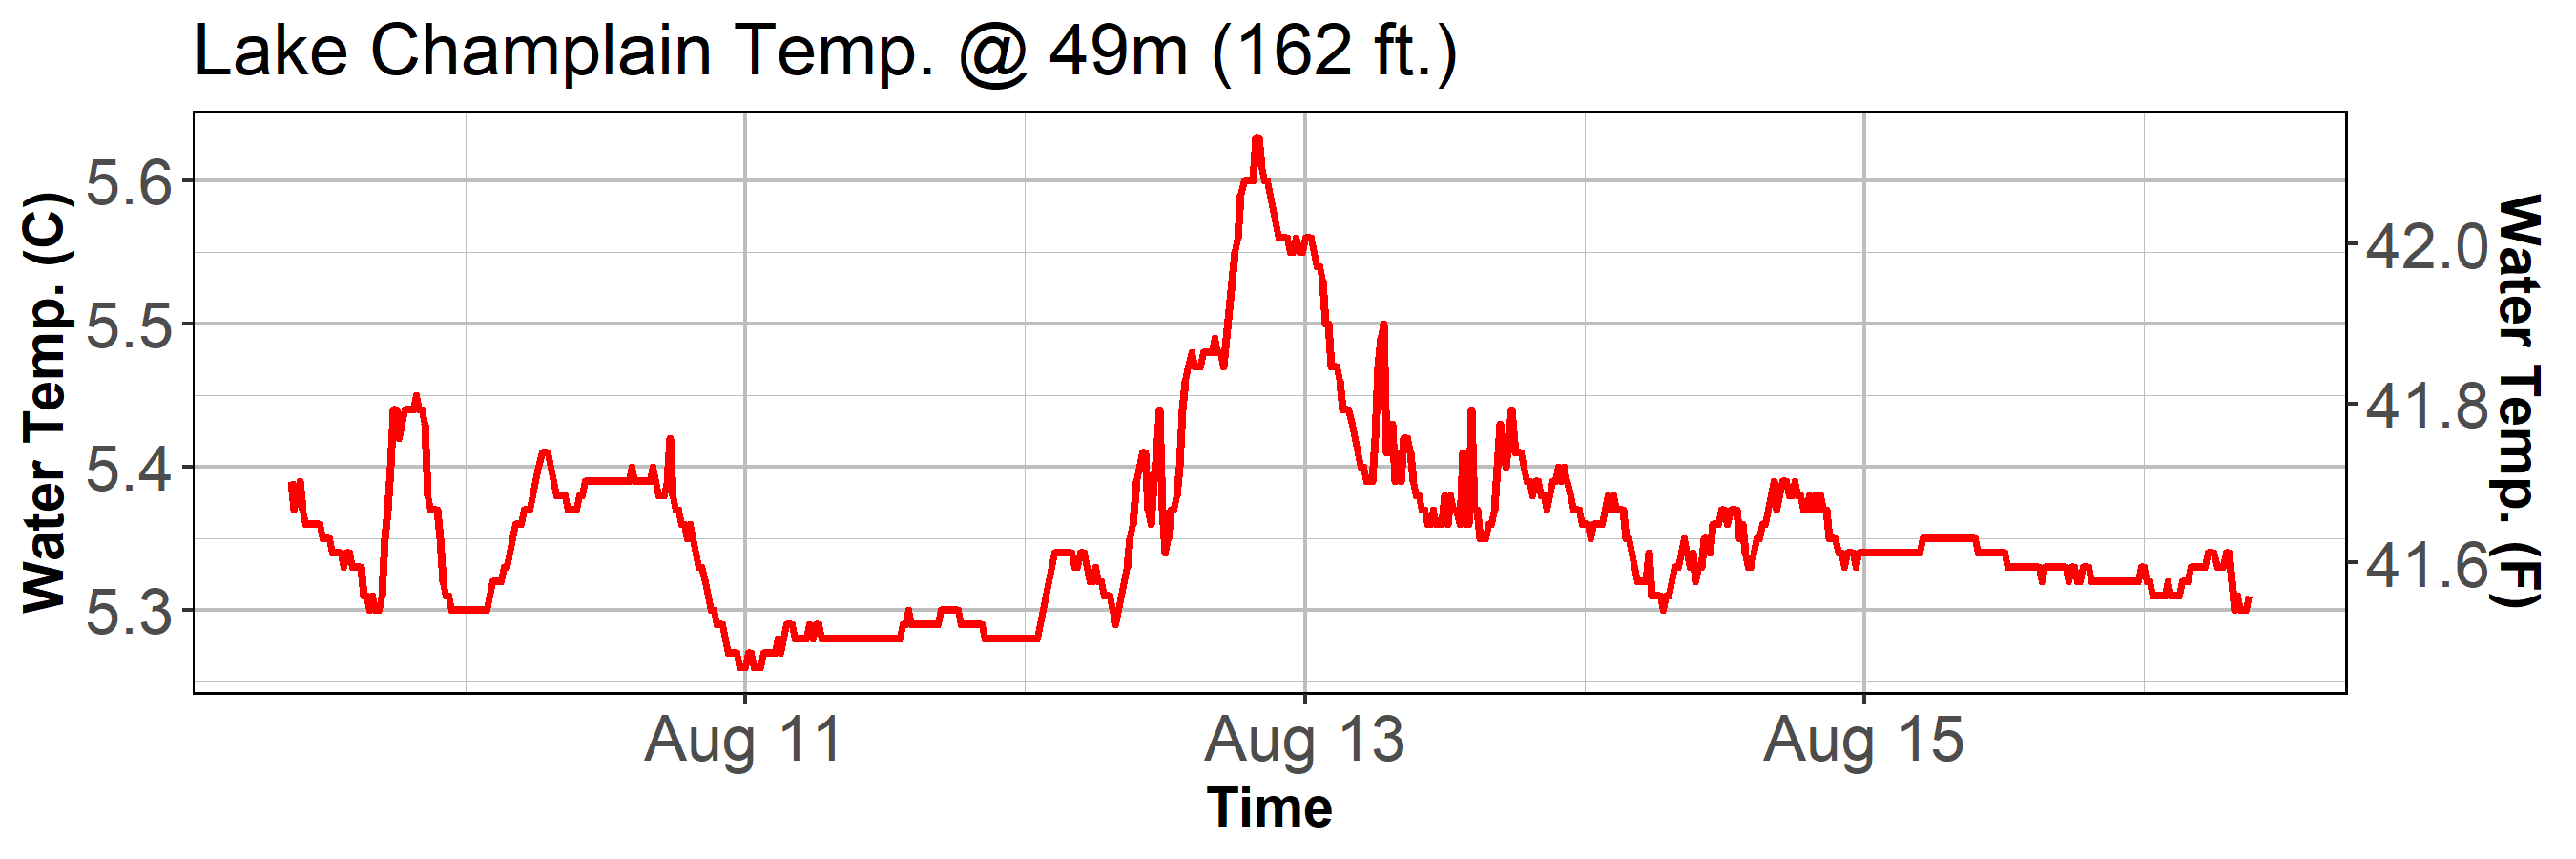 Lake Champlain Temp. @ 49m (162 ft.)
Water Temp. (C)
5.6
5.5
5.4
5.3
42.0
41.8
41.6
Water Temp. (F)
Aug 11
Aug 13
Aug 15
Time